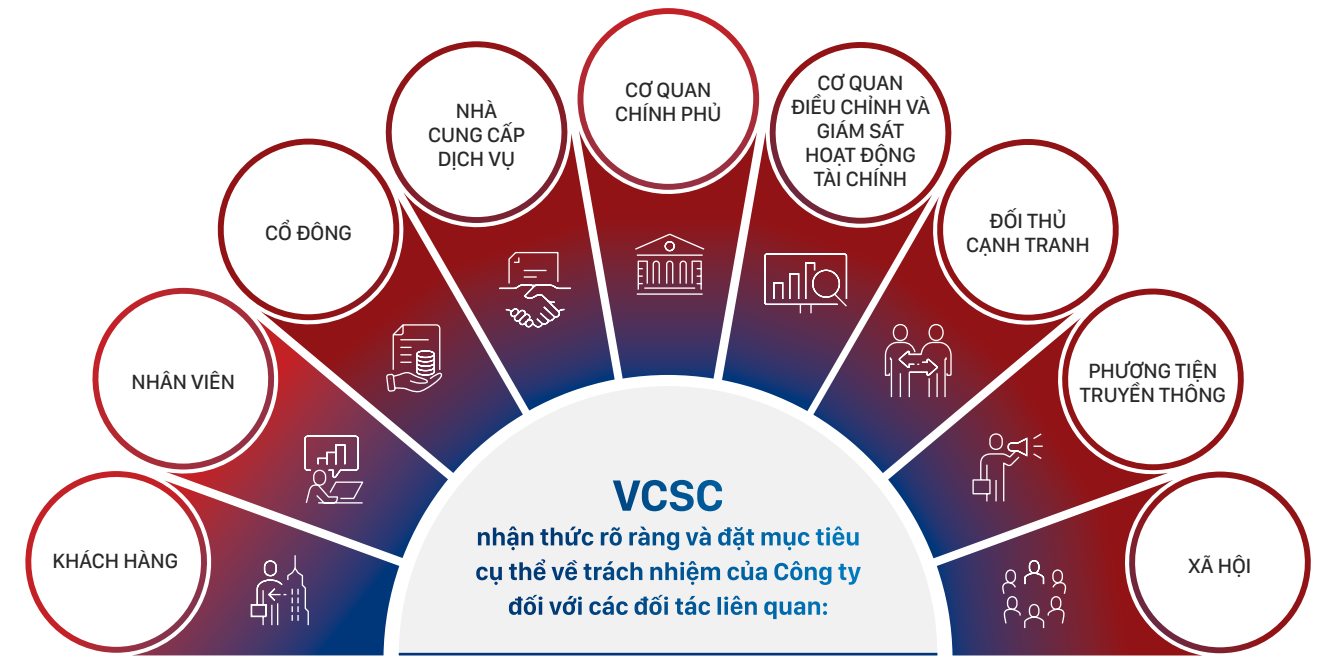 CƠ QUAN
CHÍNH PHỦ
CƠ QUAN
ĐIỀU CHỈNH VÀ
GIÁM SÁT
HOẠT ĐỘNG
TÀI CHÍNH
NHÀ
CUNG CẤP
DỊCH VỤ
ĐỐI THỦ
CẠNH TRANH
CỔ ĐÔNG
PHƯƠNG TIỆN
TRUYỀN THÔNG
NHÂN VIÊN
VCSC
nhận thức rõ ràng và đặt mục tiêu
cụ thể về trách nhiệm của Công ty
đối với các đối tác liên quan:
KHÁCH HÀNG
XÃ HỘI